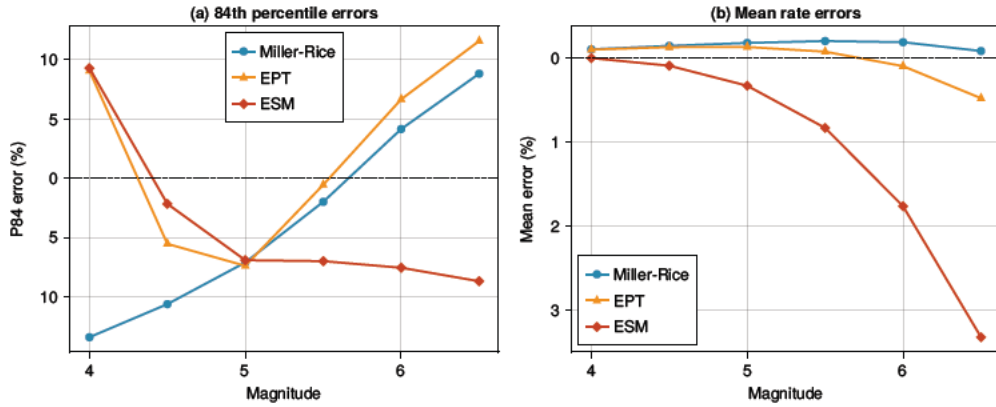 (a) 84th percentile errors
10
5
0
5
10
P84 error (%)
4
5
6
Magnitude
Miller-Rice
EPT
ESM
(b) Mean rate errors
0
1
2
3
Mean error (%)
4
5
6
Magnitude
Miller-Rice
EPT
ESM